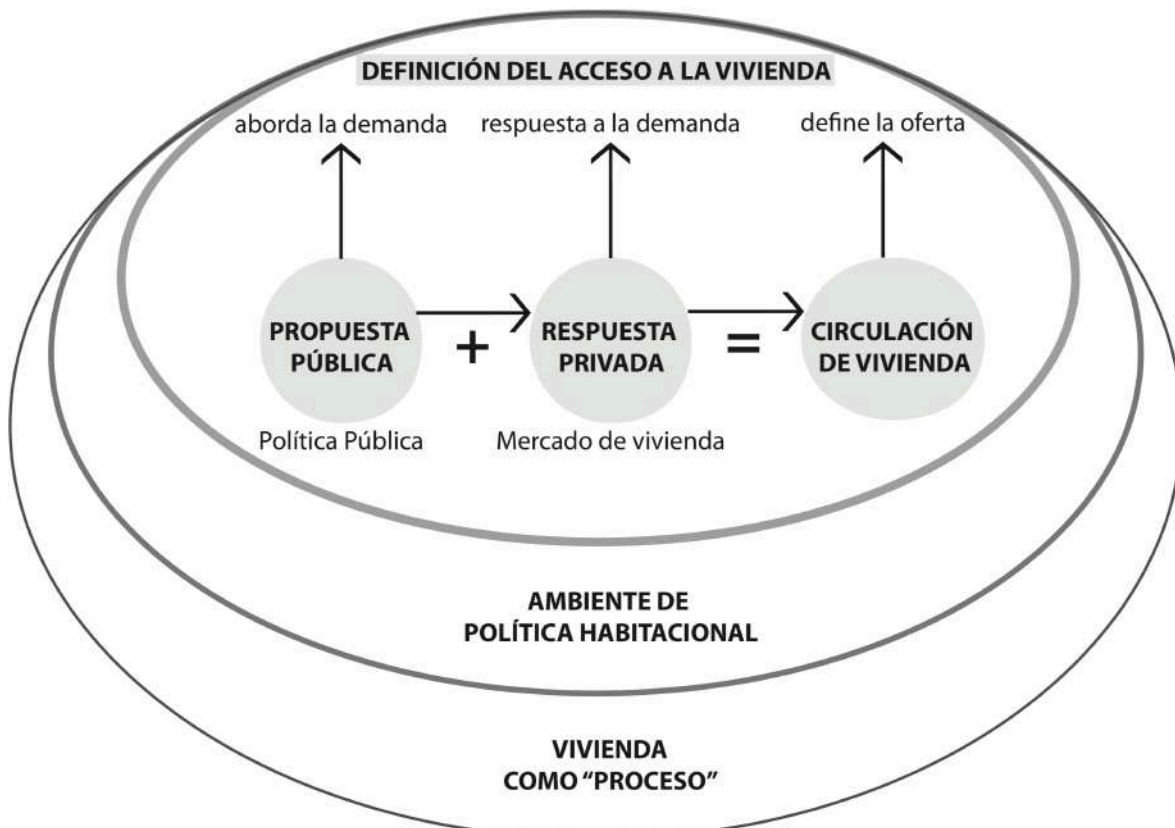 DEFINICIÓN DEL ACCESO A LA VIVIENDA
aborda la demanda
respuesta a la demanda
define la oferta
PROPUESTA
PÚBLICA
+
RESPUESTA
PRIVADA
=
CIRCULACIÓN
DE VIVIENDA
Política Pública
Mercado de vivienda
AMBIENTE DE
POLÍTICA HABITACIONAL
VIVIENDA
COMO “PROCESO”